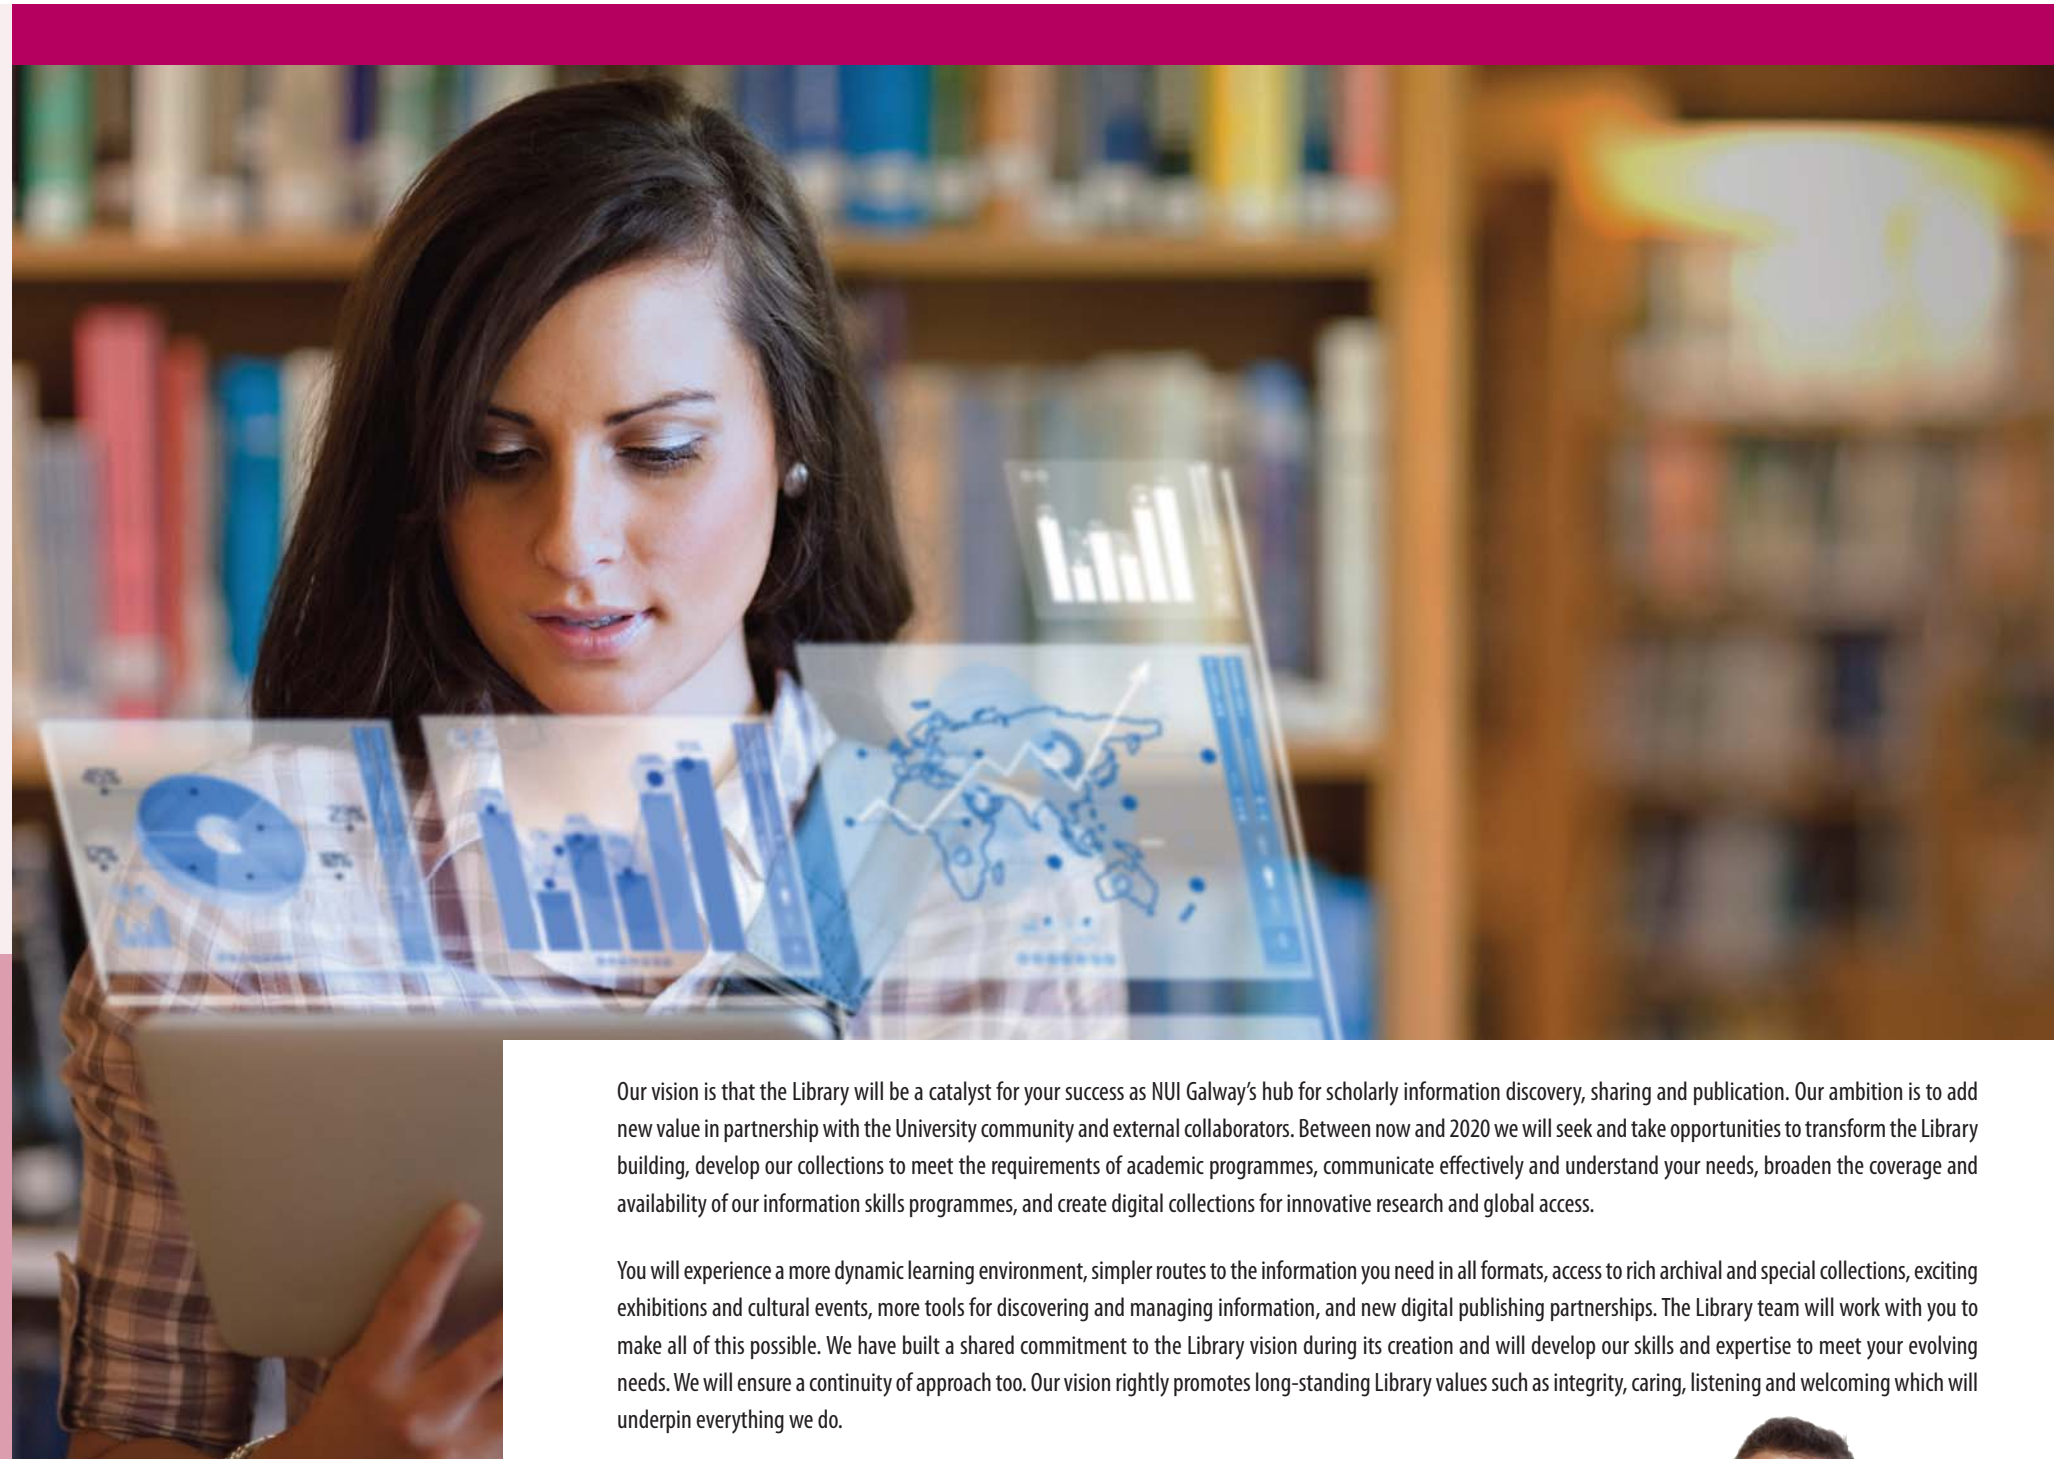 Our vision is that the Library will be a catalyst for your success as NUI Galway’s hub for scholarly information discovery, sharing and publication. Our ambition is to add
new value in partnership with the University community and external collaborators. Between now and 2020 we will seek and take opportunities to transform the Library
building, develop our collections to meet the requirements of academic programmes, communicate effectively and understand your needs, broaden the coverage and
availability of our information skills programmes, and create digital collections for innovative research and global access.
You will experience a more dynamic learning environment, simpler routes to the information you need in all formats, access to rich archival and special collections, exciting
exhibitions and cultural events, more tools for discovering and managing information, and new digital publishing partnerships. The Library team will work with you to
make all of this possible. We have built a shared commitment to the Library vision during its creation and will develop our skills and expertise to meet your evolving
needs. We will ensure a continuity of approach too. Our vision rightly promotes long-standing Library values such as integrity, caring, listening and welcoming which will
underpin everything we do.